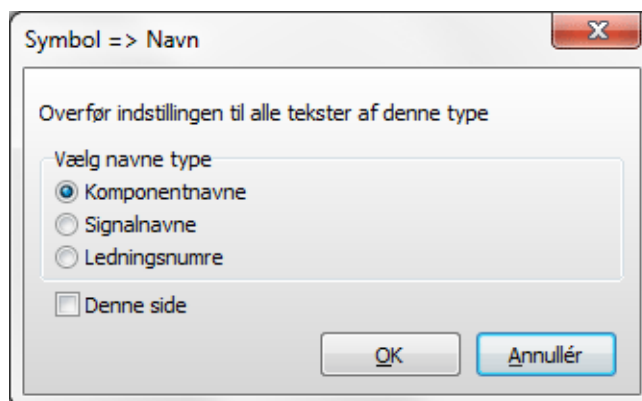 Symbol => Navn
Overfør indstillingen til alle tekster af denne type
Vælg navne type
Komponentnavne
Signalnavne
Ledningsnumre
Denne side
OK
Annullér